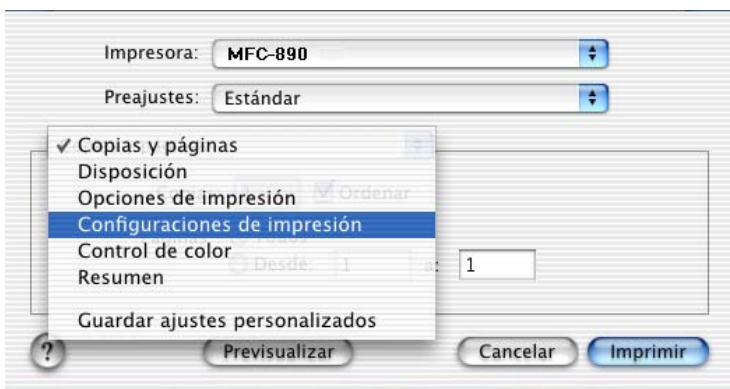 Impresora: MFC-890
Preajustes: Estándar
✓ Copias y páginas
Disposición
Opciones de impresión
Ordenar
Configuraciones de impresión
Control de color
Desde: 1 a: 1
Resumen
Guardar ajustes personalizados
? Previsualizar Cancelar Imprimir